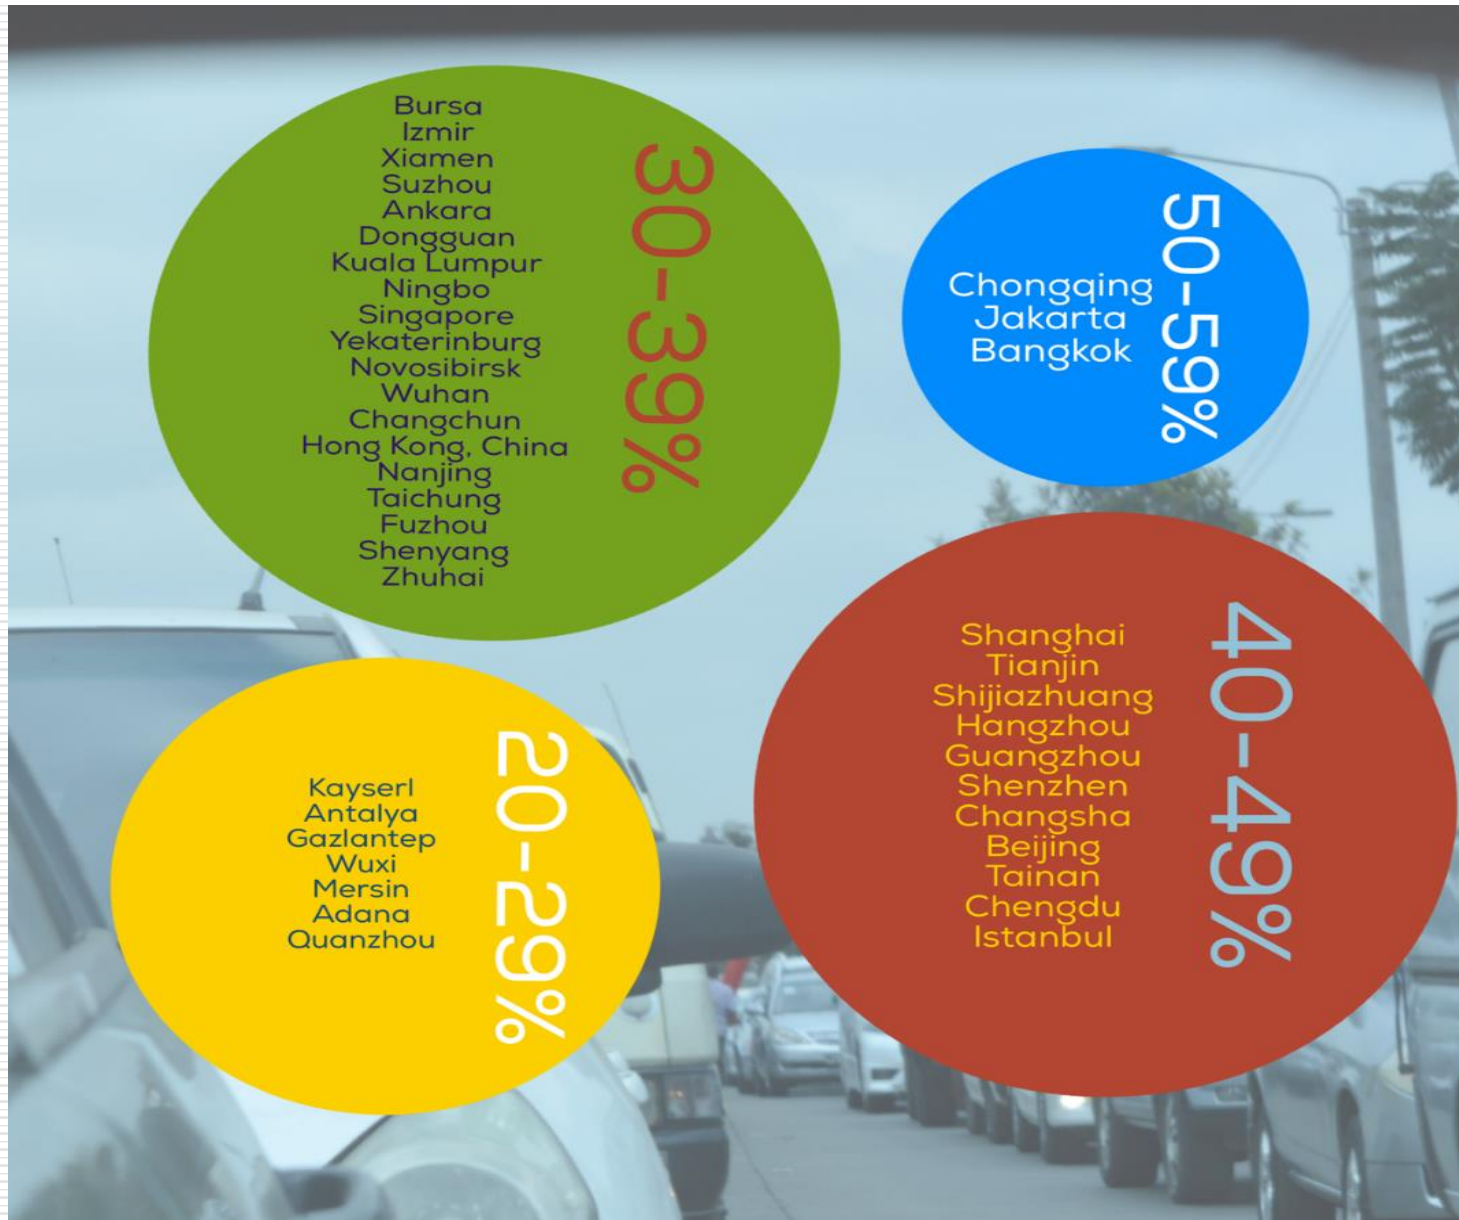 Bursa
Izmir
Xiamen
Suzhou
Ankara
Dongguan
Kuala Lumpur
Ningbo
Singapore
Yekaterinburg
Novosibirsk
Wuhan
Changchun
Hong Kong, China
Nanjing
Taichung
Fuzhou
Shenyang
Zhuhai
30-39%
Chongqing
Jakarta
Bangkok
50-59%
Kayserl
Antalya
Gazlantep
Wuxi
Mersin
Adana
Quanzhou
20-29%
Shanghai
Tianjin
Shijiazhuang
Hangzhou
Guangzhou
Shenzhen
Changsha
Beijing
Tainan
Chengdu
Istanbul
40-49%